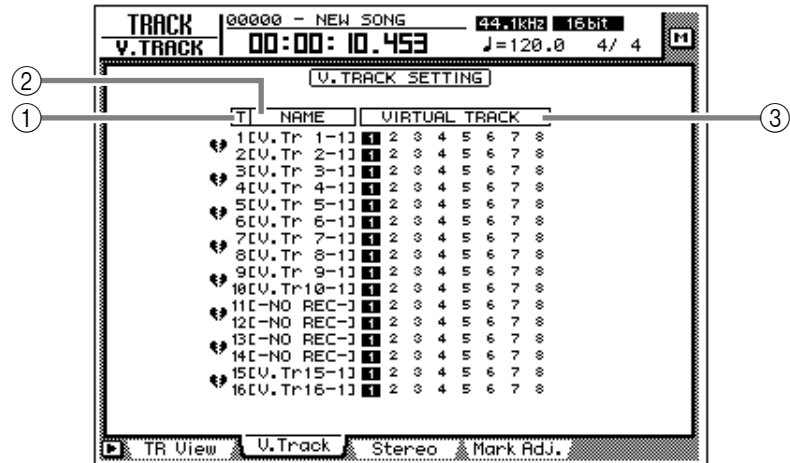 TRACK 00000 - NEW SONG 44.1kHz 16bit
V.TRACK 00:00: 10.453 ♩=120.0 4/ 4 M
V.TRACK SETTING
②
① T NAME VIRTUAL TRACK ③
1[V.Tr 1-1] 1 2 3 4 5 6 7 8
2[V.Tr 2-1] 1 2 3 4 5 6 7 8
3[V.Tr 3-1] 1 2 3 4 5 6 7 8
4[V.Tr 4-1] 1 2 3 4 5 6 7 8
5[V.Tr 5-1] 1 2 3 4 5 6 7 8
6[V.Tr 6-1] 1 2 3 4 5 6 7 8
7[V.Tr 7-1] 1 2 3 4 5 6 7 8
8[V.Tr 8-1] 1 2 3 4 5 6 7 8
9[V.Tr 9-1] 1 2 3 4 5 6 7 8
10[V.Tr10-1] 1 2 3 4 5 6 7 8
11[-NO REC-] 1 2 3 4 5 6 7 8
12[-NO REC-] 1 2 3 4 5 6 7 8
13[-NO REC-] 1 2 3 4 5 6 7 8
14[-NO REC-] 1 2 3 4 5 6 7 8
15[V.Tr15-1] 1 2 3 4 5 6 7 8
16[V.Tr16-1] 1 2 3 4 5 6 7 8
TR View V.Track Stereo Mark Adj.